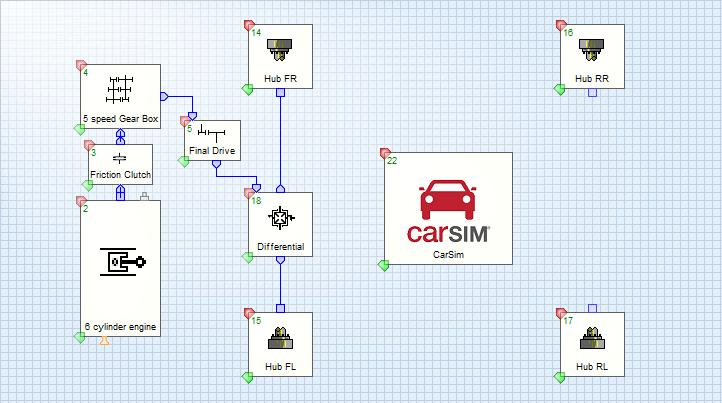 14
Hub FR
16
Hub RR
4
5 speed Gear Box
5
Final Drive
3
Friction Clutch
22
carSIM®
CarSim
2
6 cylinder engine
18
Differential
15
Hub FL
17
Hub RL